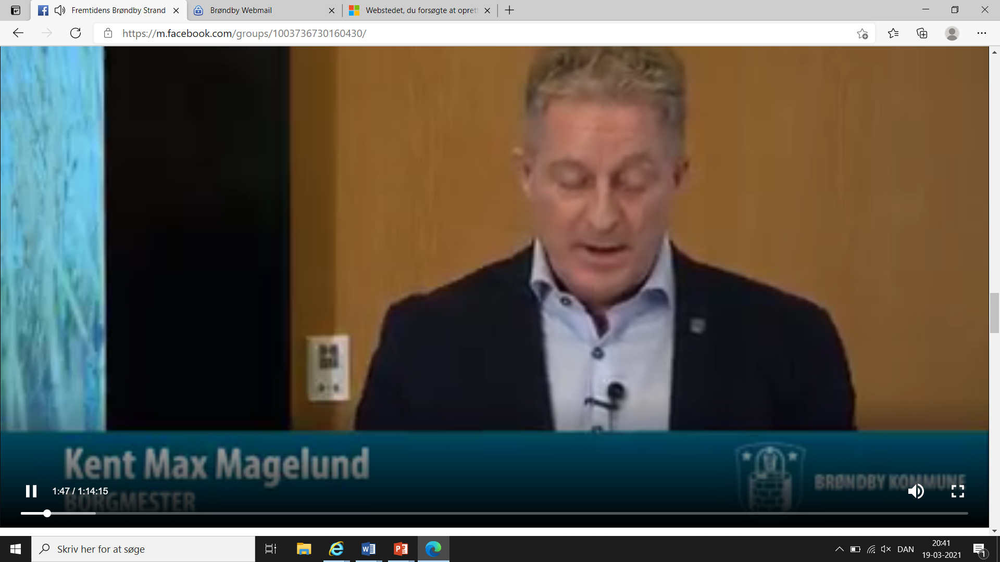 Fremtidens Brøndby Strand
Brøndby Webmail
Webstedet, du forsøgte at opret
https://m.facebook.com/groups/1003736730160430/
Kent Max Magelund
1:47 / 1:14:15
BORGMESTER
BRØNDBY KOMMUNE
Skriv her for at søge
DAN
20:41
19-03-2021
1